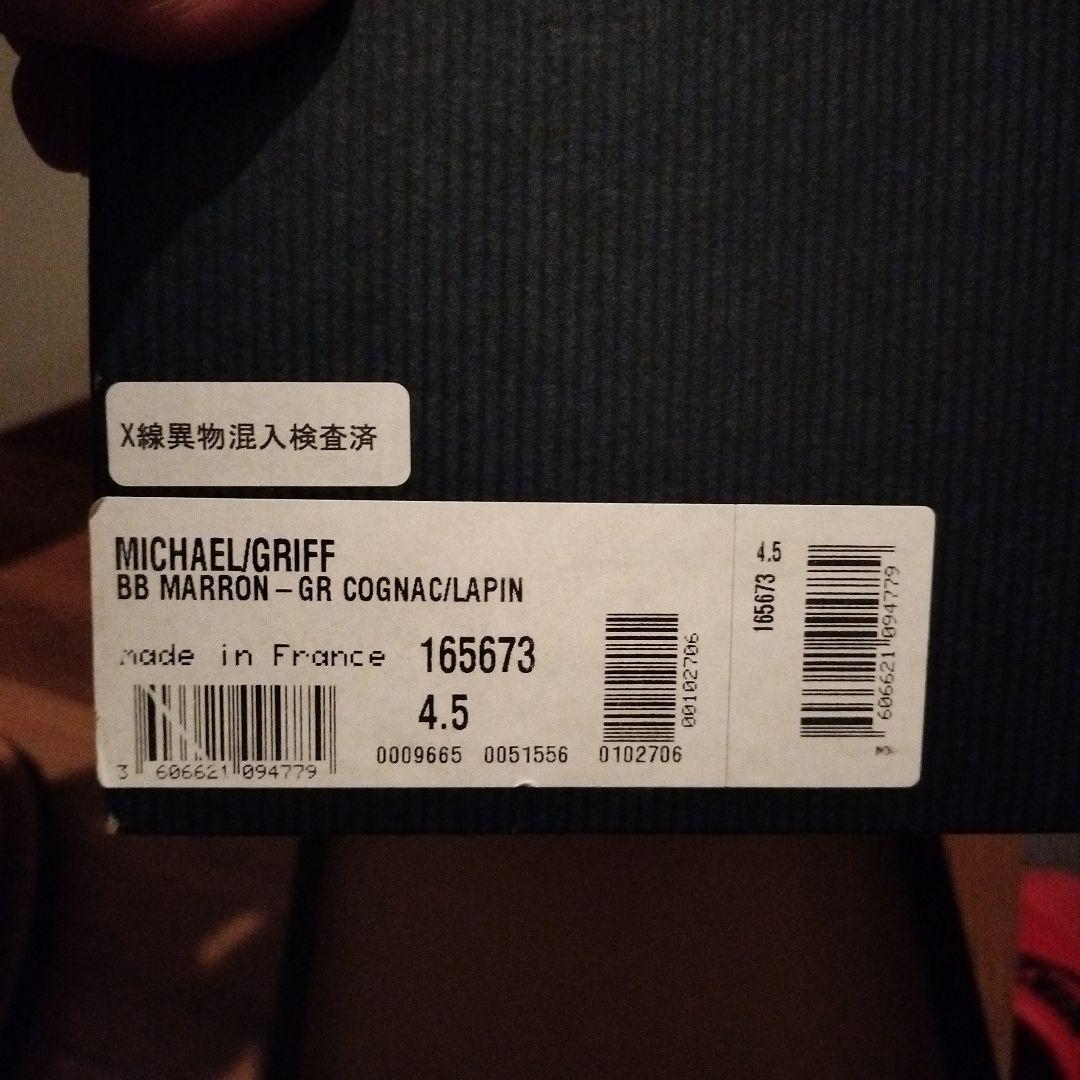 X線異物混入検査済
MICHAEL/GRIFF
BB MARRON – GR COGNAC/LAPIN
made in France 165673
4.5
3 606621 094779
0009665 0051556 0102706
00102706
4.5
165673
606621 094779